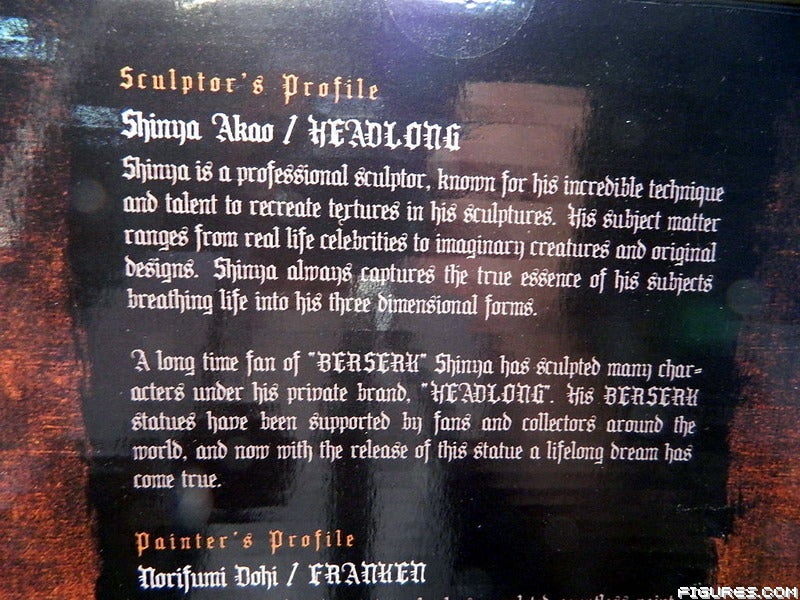 Sculptor's Profile
Shinya Akao / HEADLONG
Shinya is a professional sculptor, known for his incredible technique
and talent to recreate textures in his sculptures. His subject matter
ranges from real life celebrities to imaginary creatures and original
designs. Shinya always captures the true essence of his subjects
breathing life into his three dimensional forms.
A long time fan of "BERSERK" Shinya has sculpted many char-
acters under his private brand, "HEADLONG". His BERSERK
statues have been supported by fans and collectors around the
world, and now with the release of this statue a lifelong dream has
come true.
Painter's Profile
Norifumi Dohi / FRANKEN
FIGURES.COM